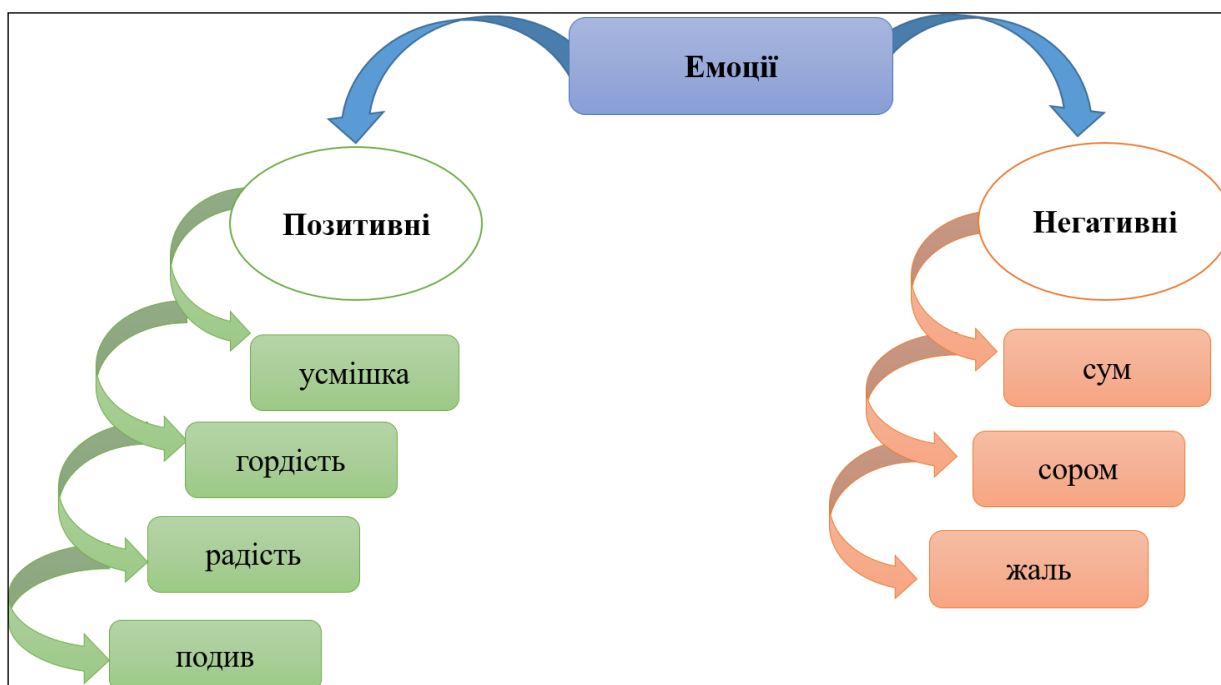 Емоції
Позитивні
усмішка
гордість
радість
подив
Негативні
сум
сором
жаль